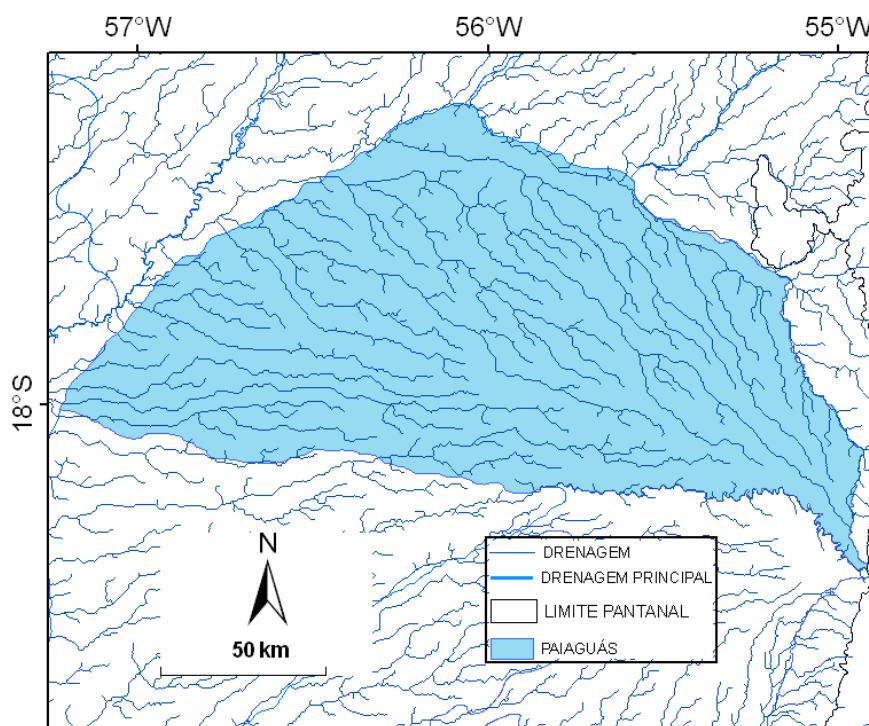 57°W 56°W 55°W
18°S
N
50 km
DRENAGEM
DRENAGEM PRINCIPAL
LIMITE PANTANAL
PAIAGUÁS